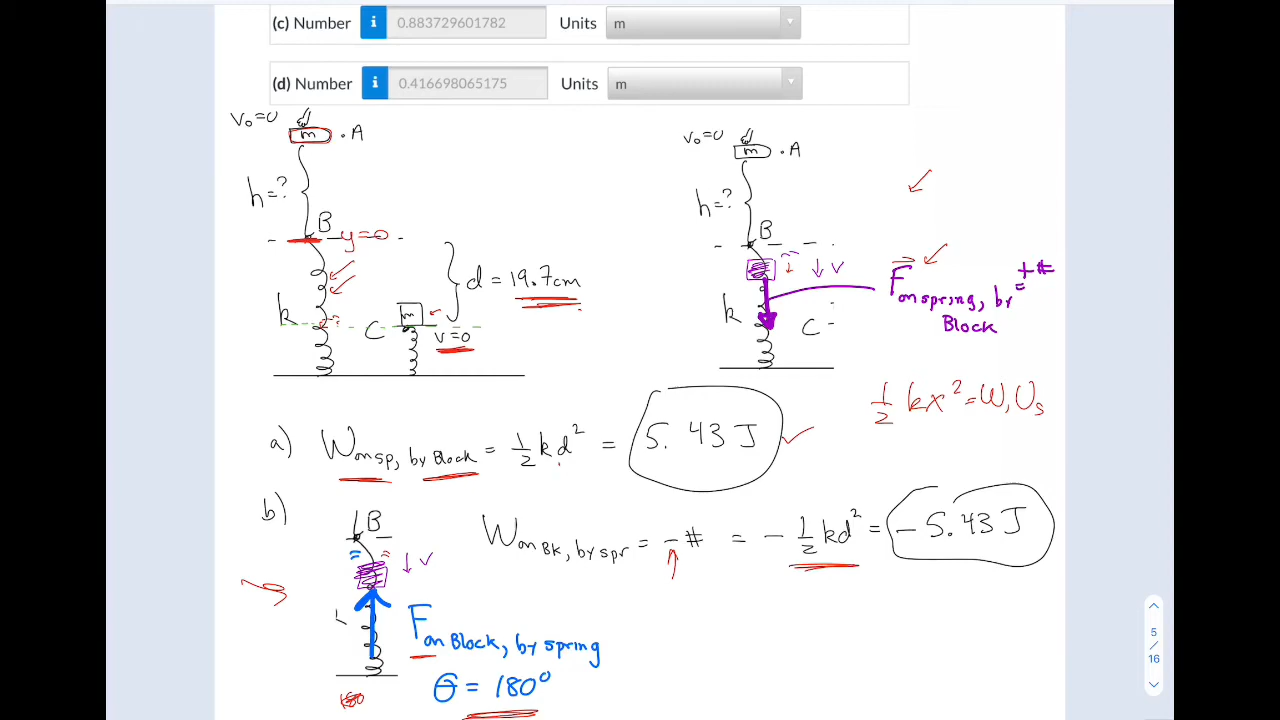 (c) Number i 0.883729601782 Units m
(d) Number i 0.416698065175 Units m
V₀=0
m . A
h=?
B
y=0
d = 19.7cm
k
C
m
v=0
V₀=0
m . A
h=?
B
↓ V
k
C
F on spring, by Block = +#
½ kx² = W, Us
a) W on sp, by Block = ½ k d² = 5.43 J ✓
b)
B
↓ V
W on BK, by spr = - # = - ½ kd² = - 5.43 J
F on Block, by spring
θ = 180°
180
5
/
16